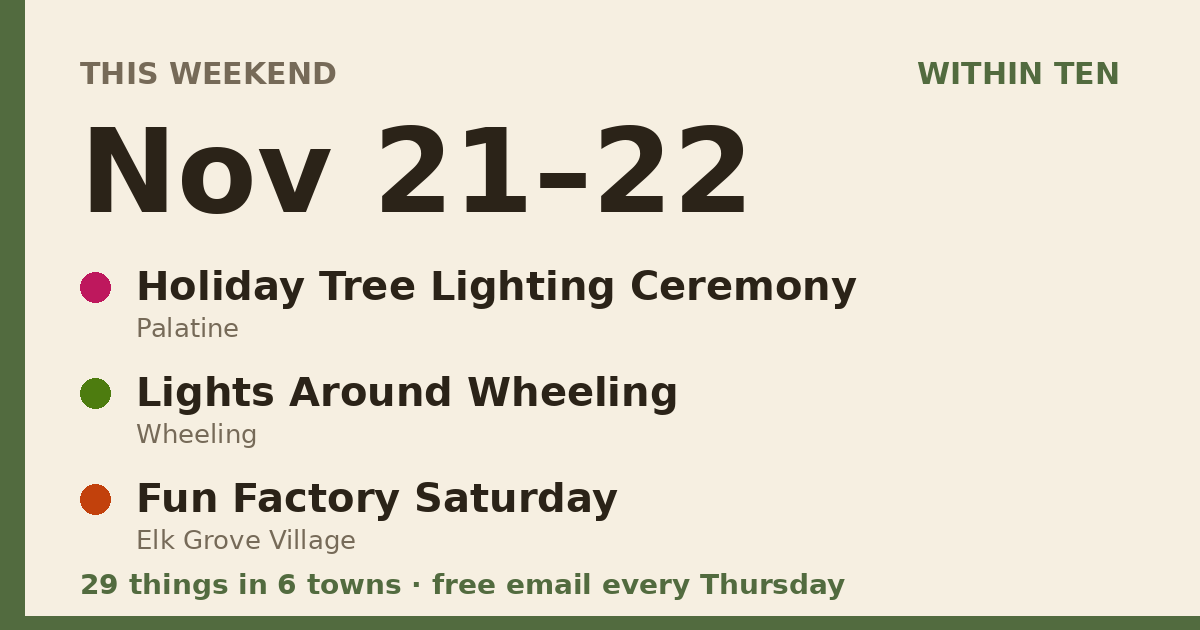 THIS WEEKEND
WITHIN TEN
Nov 21–22
Holiday Tree Lighting Ceremony
Palatine
Lights Around Wheeling
Wheeling
Fun Factory Saturday
Elk Grove Village
29 things in 6 towns · free email every Thursday